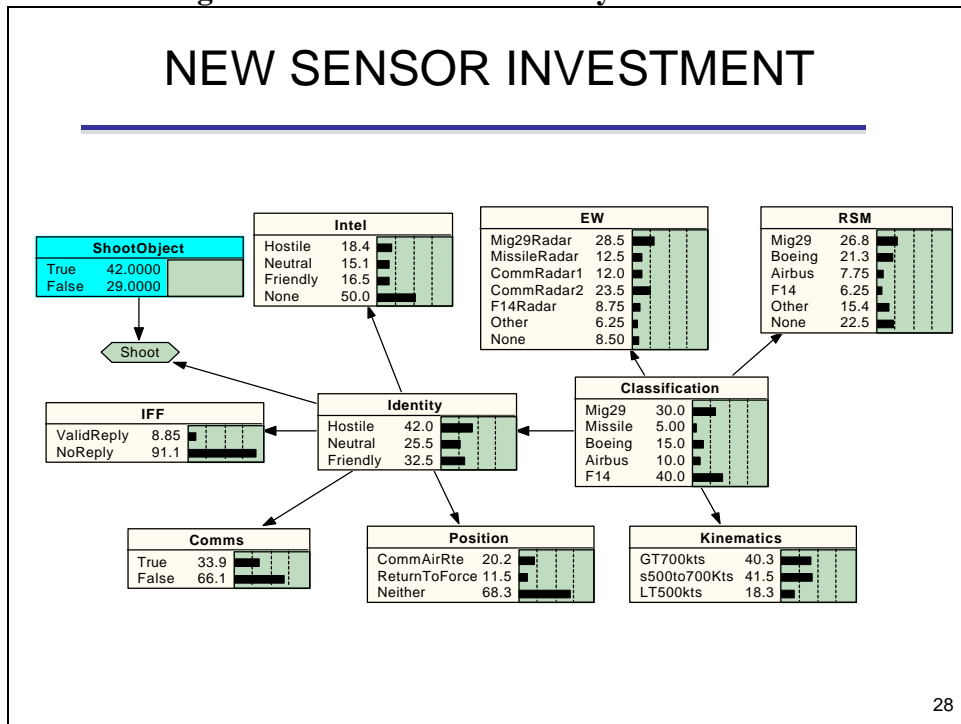 NEW SENSOR INVESTMENT
ShootObject
True 42.0000
False 29.0000
Shoot
Intel
Hostile 18.4
Neutral 15.1
Friendly 16.5
None 50.0
EW
Mig29Radar 28.5
MissileRadar 12.5
CommRadar1 12.0
CommRadar2 23.5
F14Radar 8.75
Other 6.25
None 8.50
RSM
Mig29 26.8
Boeing 21.3
Airbus 7.75
F14 6.25
Other 15.4
None 22.5
IFF
ValidReply 8.85
NoReply 91.1
Identity
Hostile 42.0
Neutral 25.5
Friendly 32.5
Classification
Mig29 30.0
Missile 5.00
Boeing 15.0
Airbus 10.0
F14 40.0
Comms
True 33.9
False 66.1
Position
CommAirRte 20.2
ReturnToForce 11.5
Neither 68.3
Kinematics
GT700kts 40.3
s500to700Kts 41.5
LT500kts 18.3
28